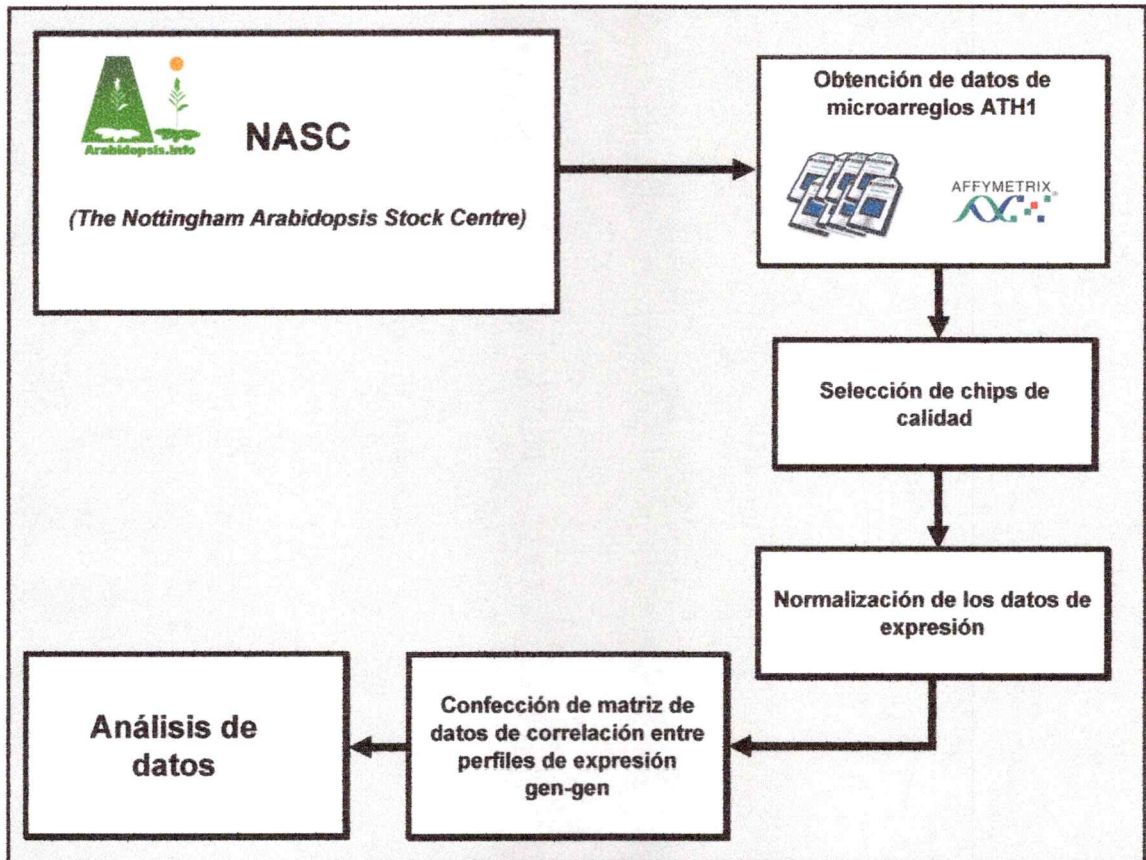 Arabidopsis.info
NASC
(The Nottingham Arabidopsis Stock Centre)
Obtención de datos de
microarreglos ATH1
AFFYMETRIX®
Selección de chips de
calidad
Normalización de los datos de
expresión
Confección de matriz de
datos de correlación entre
perfiles de expresión
gen-gen
Análisis de
datos